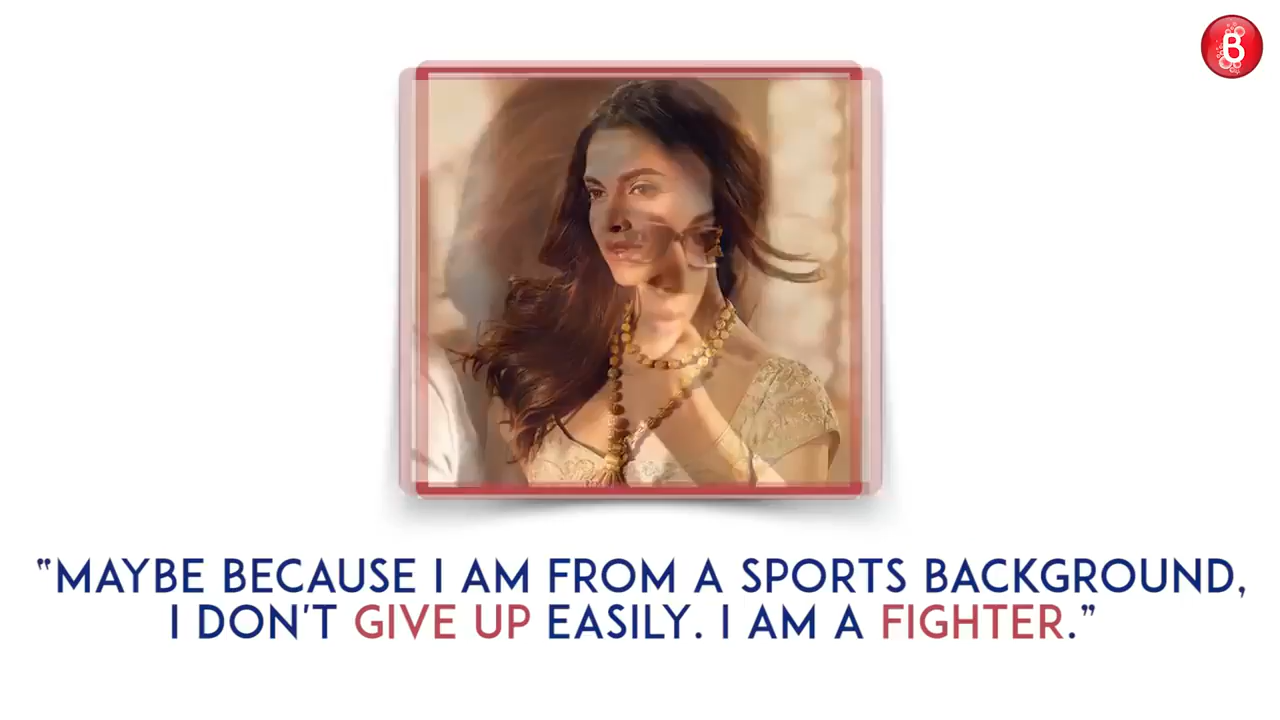 B
"MAYBE BECAUSE I AM FROM A SPORTS BACKGROUND,
I DON'T GIVE UP EASILY. I AM A FIGHTER."